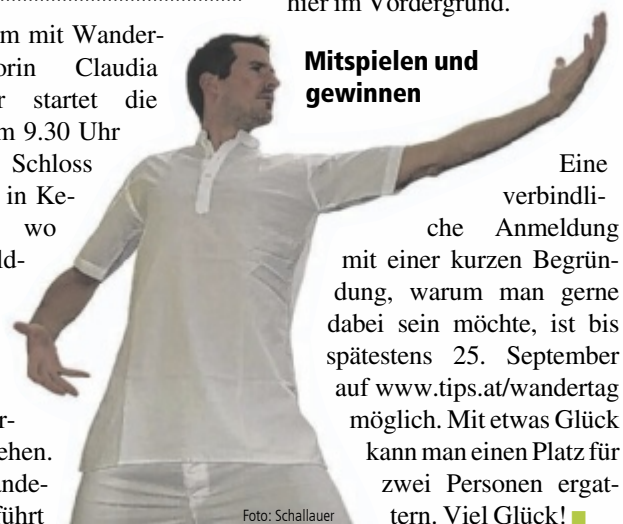 m mit Wander-
orin Claudia
r startet die
m 9.30 Uhr
Schloss
in Ke-
wo
ld-
r-
ehen.
nde-
führt
hier im Vordergrund.
Mitspielen und
gewinnen
Eine
verbindli-
che Anmeldung
mit einer kurzen Begrün-
dung, warum man gerne
dabei sein möchte, ist bis
spätestens 25. September
auf www.tips.at/wandertag
möglich. Mit etwas Glück
kann man einen Platz für
zwei Personen ergat-
tern. Viel Glück!
Foto: Schallauer